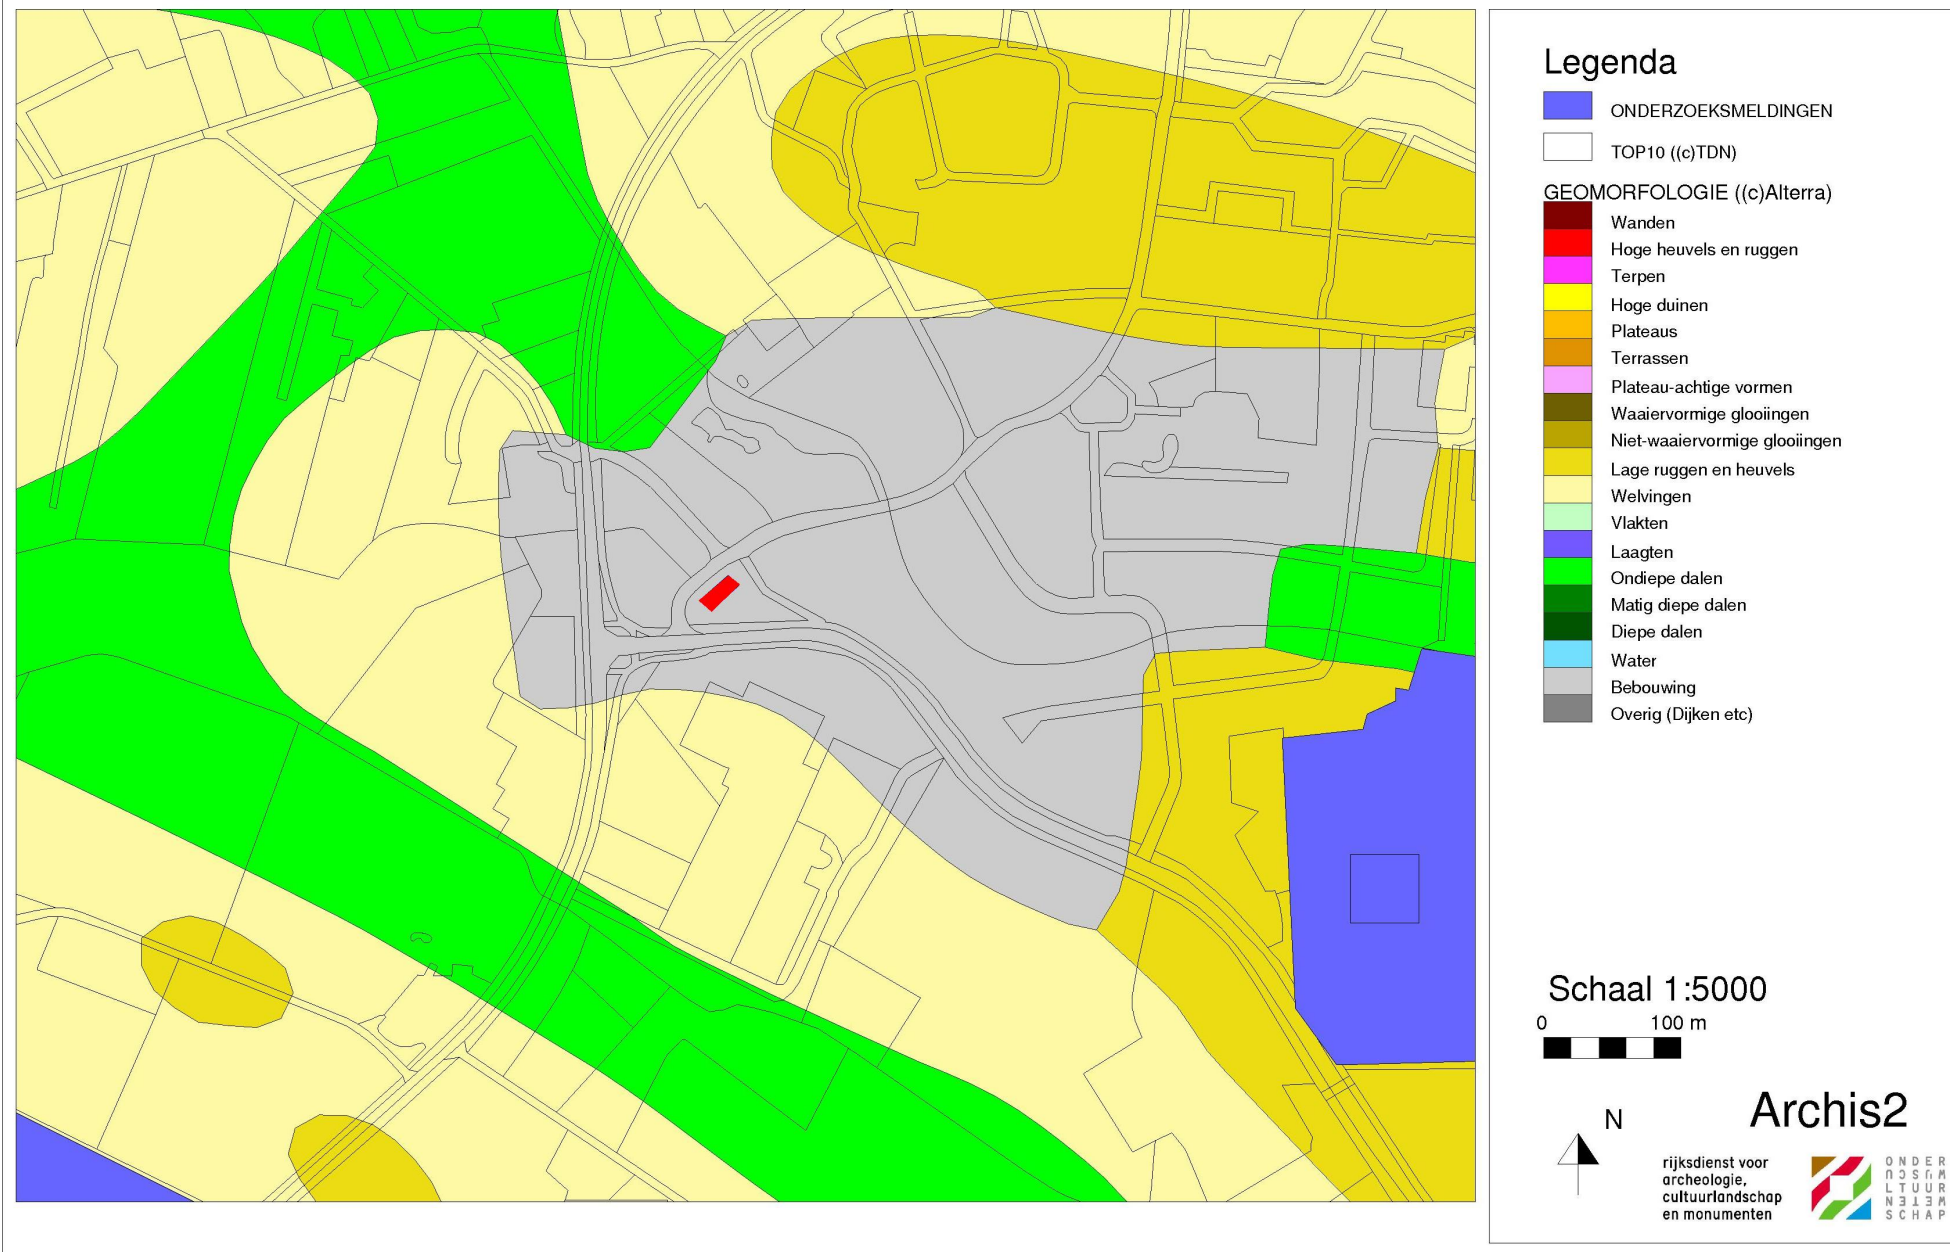 Legenda
ONDERZOEKSMELDINGEN
TOP10 ((c)TDN)
GEOMORFOLOGIE ((c)Alterra)
Wanden
Hoge heuvels en ruggen
Terpen
Hoge duinen
Plateaus
Terrassen
Plateau-achtige vormen
Waaiervormige glooiingen
Niet-waaiervormige glooiingen
Lage ruggen en heuvels
Welvingen
Vlakten
Laagten
Ondiepe dalen
Matig diepe dalen
Diepe dalen
Water
Bebouwing
Overig (Dijken etc)
Schaal 1:5000
0 100 m
N
Archis2
rijksdienst voor
archeologie,
cultuurlandschap
en monumenten
ONDER